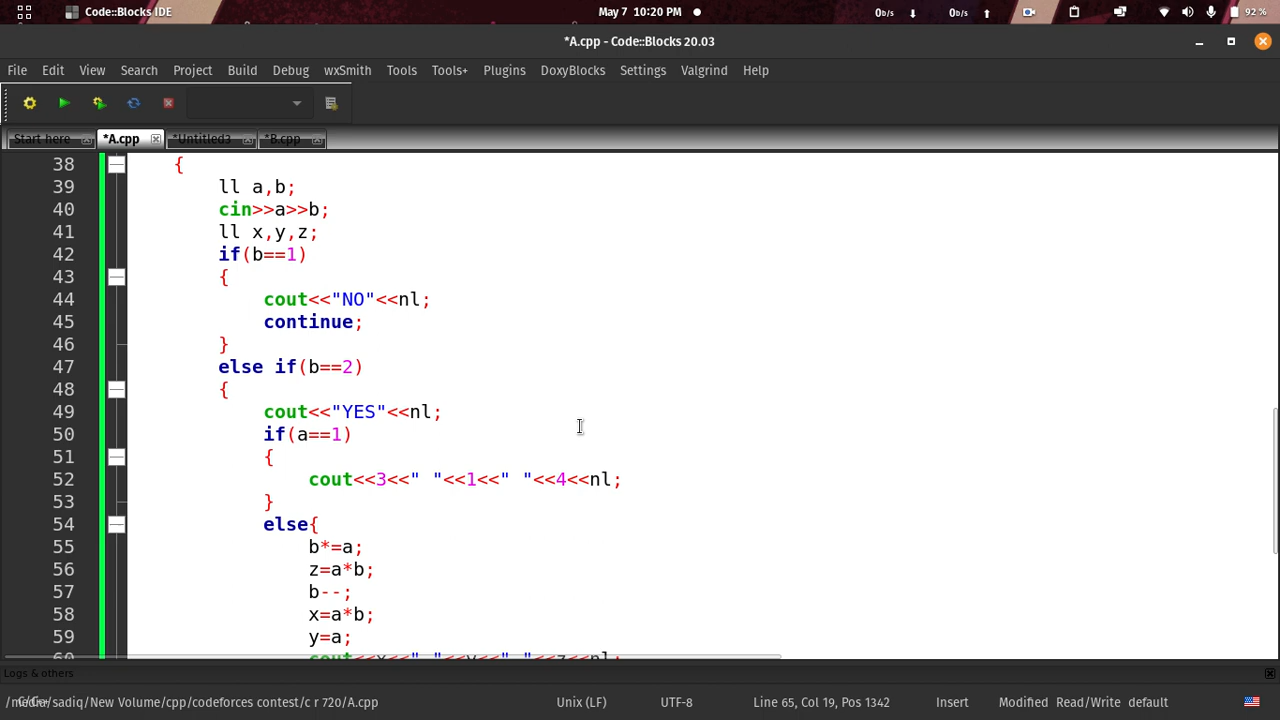 Code::Blocks IDE
May 7 10:20 PM
0b/s
0b/s
92 %
*A.cpp - Code::Blocks 20.03
File Edit View Search Project Build Debug wxSmith Tools Tools+ Plugins DoxyBlocks Settings Valgrind Help
Start here *A.cpp *Untitled3 *B.cpp
38 {
39 ll a,b;
40 cin>>a>>b;
41 ll x,y,z;
42 if(b==1)
43 {
44 cout<<"NO"<<nl;
45 continue;
46 }
47 else if(b==2)
48 {
49 cout<<"YES"<<nl;
50 if(a==1)
51 {
52 cout<<3<<" "<<1<<" "<<4<<nl;
53 }
54 else{
55 b*=a;
56 z=a*b;
57 b--;
58 x=a*b;
59 y=a;
60 cout<<x<<" "<<y<<" "<<z<<nl;
Logs & others
/media/sadiq/New Volume/cpp/codeforces contest/c r 720/A.cpp Unix (LF) UTF-8 Line 65, Col 19, Pos 1342 Insert Modified Read/Write default